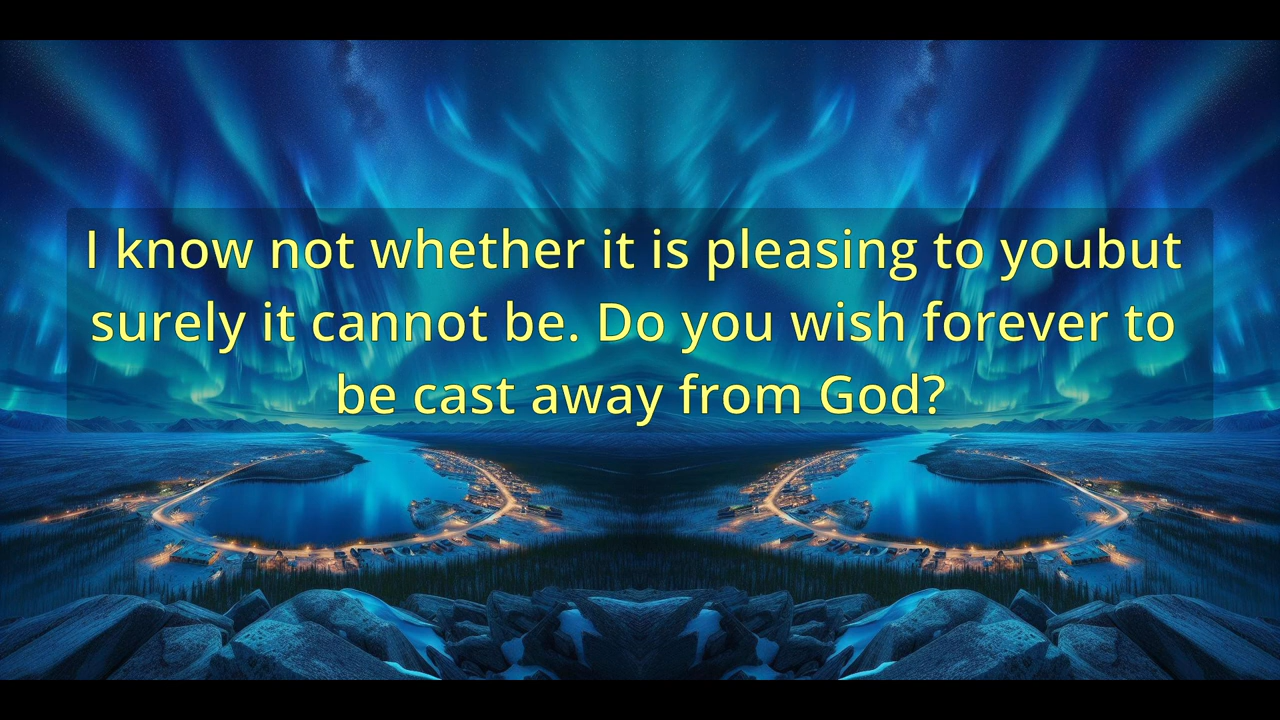 I know not whether it is pleasing to youbut
surely it cannot be. Do you wish forever to
be cast away from God?